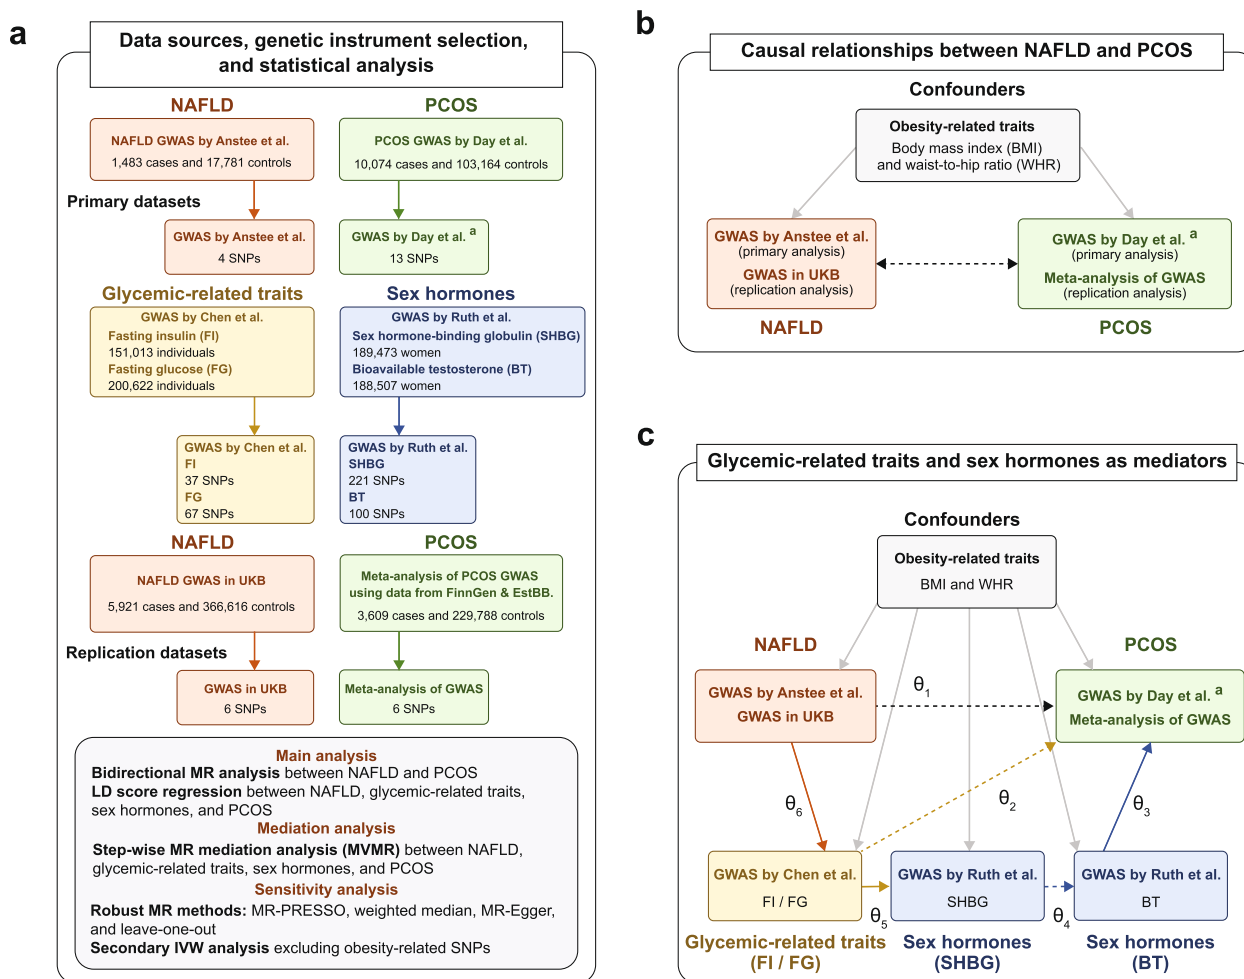 a
Data sources, genetic instrument selection,
and statistical analysis
NAFLD
PCOS
NAFLD GWAS by Anstee et al.
1,483 cases and 17,781 controls
PCOS GWAS by Day et al.
10,074 cases and 103,164 controls
Primary datasets
GWAS by Anstee et al.
4 SNPs
GWAS by Day et al. a
13 SNPs
Glycemic-related traits
Sex hormones
GWAS by Chen et al.
Fasting insulin (FI)
151,013 individuals
Fasting glucose (FG)
200,622 individuals
GWAS by Ruth et al.
Sex hormone-binding globulin (SHBG)
189,473 women
Bioavailable testosterone (BT)
188,507 women
GWAS by Chen et al.
FI
37 SNPs
FG
67 SNPs
GWAS by Ruth et al.
SHBG
221 SNPs
BT
100 SNPs
NAFLD
PCOS
NAFLD GWAS in UKB
5,921 cases and 366,616 controls
Meta-analysis of PCOS GWAS
using data from FinnGen & EstBB.
3,609 cases and 229,788 controls
Replication datasets
GWAS in UKB
6 SNPs
Meta-analysis of GWAS
6 SNPs
Main analysis
Bidirectional MR analysis between NAFLD and PCOS
LD score regression between NAFLD, glycemic-related traits,
sex hormones, and PCOS
Mediation analysis
Step-wise MR mediation analysis (MVMR) between NAFLD,
glycemic-related traits, sex hormones, and PCOS
Sensitivity analysis
Robust MR methods: MR-PRESSO, weighted median, MR-Egger,
and leave-one-out
Secondary IVW analysis excluding obesity-related SNPs
b
Causal relationships between NAFLD and PCOS
Confounders
Obesity-related traits
Body mass index (BMI)
and waist-to-hip ratio (WHR)
GWAS by Anstee et al.
(primary analysis)
GWAS in UKB
(replication analysis)
NAFLD
GWAS by Day et al. a
(primary analysis)
Meta-analysis of GWAS
(replication analysis)
PCOS
c
Glycemic-related traits and sex hormones as mediators
Confounders
Obesity-related traits
BMI and WHR
NAFLD
PCOS
GWAS by Anstee et al.
GWAS in UKB
θ1
GWAS by Day et al. a
Meta-analysis of GWAS
θ6
θ2
θ3
GWAS by Chen et al.
FI / FG
θ5
GWAS by Ruth et al.
SHBG
θ4
GWAS by Ruth et al.
BT
Glycemic-related traits
(FI / FG)
Sex hormones
(SHBG)
Sex hormones
(BT)